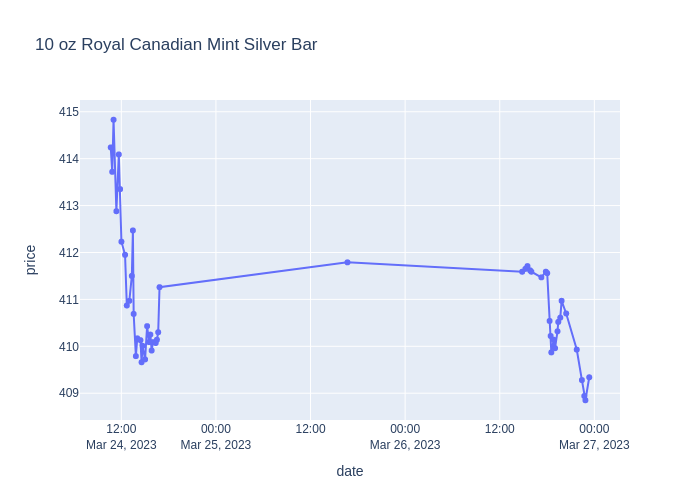 10 oz Royal Canadian Mint Silver Bar
415
414
413
412
411
410
409
price
12:00
Mar 24, 2023
00:00
Mar 25, 2023
12:00
00:00
Mar 26, 2023
12:00
00:00
Mar 27, 2023
date